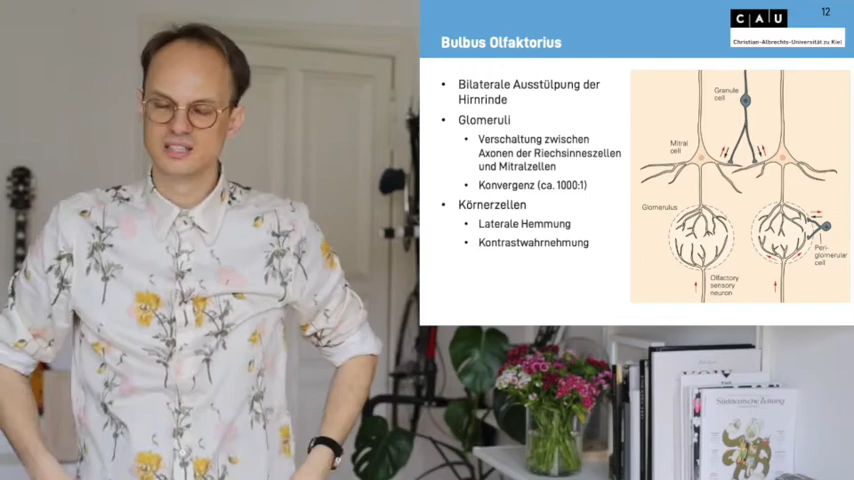 CAU
12
Christian-Albrechts-Universität zu Kiel
Bulbus Olfaktorius
• Bilaterale Ausstülpung der
Hirnrinde
• Glomeruli
• Verschaltung zwischen
Axonen der Riechsinneszellen
und Mitralzellen
• Konvergenz (ca. 1000:1)
• Körnerzellen
• Laterale Hemmung
• Kontrastwahrnehmung
Granule
cell
Mitral
cell
Glomerulus
Peri-
glomerular
cell
Olfactory
sensory
neuron
Süddeutsche Zeitung